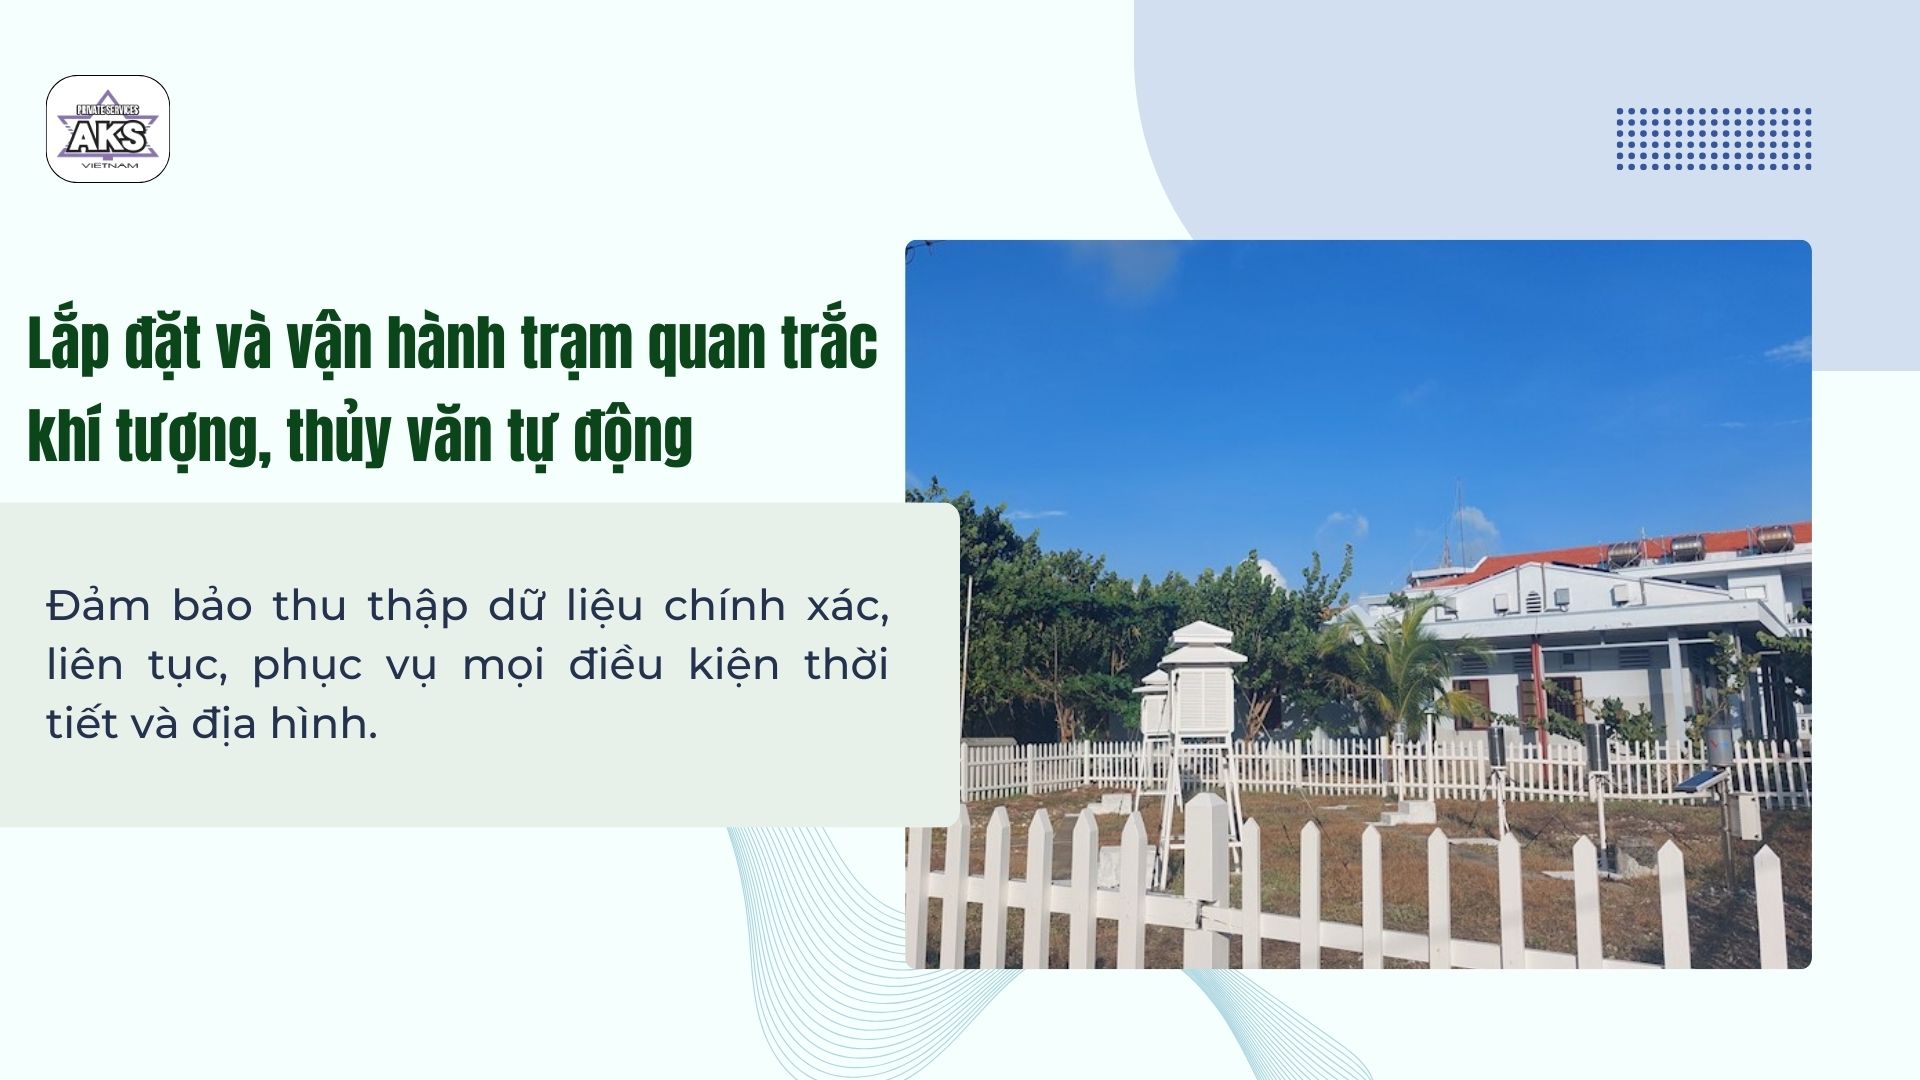 PRIVATE SERVICES
AKS
VIETNAM
Lắp đặt và vận hành trạm quan trắc
khí tượng, thủy văn tự động
Đảm bảo thu thập dữ liệu chính xác,
liên tục, phục vụ mọi điều kiện thời
tiết và địa hình.